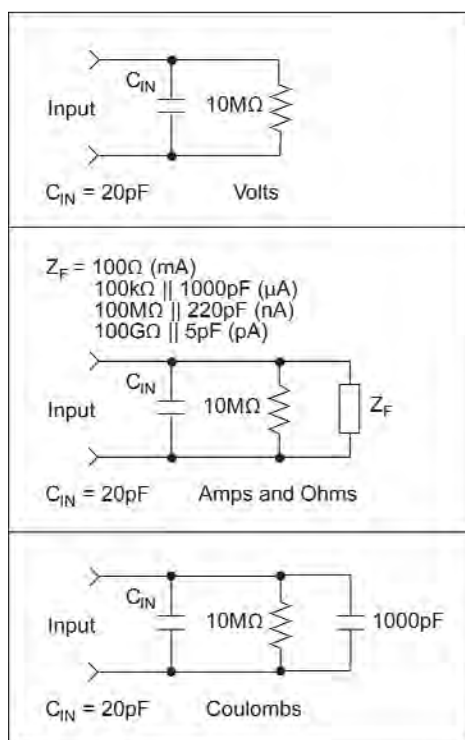 C_IN
10MΩ
Input
C_IN = 20pF Volts
Z_F = 100Ω (mA)
100kΩ || 1000pF (μA)
100MΩ || 220pF (nA)
100GΩ || 5pF (pA)
C_IN
10MΩ
Z_F
Input
C_IN = 20pF Amps and Ohms
C_IN
10MΩ
1000pF
Input
C_IN = 20pF Coulombs